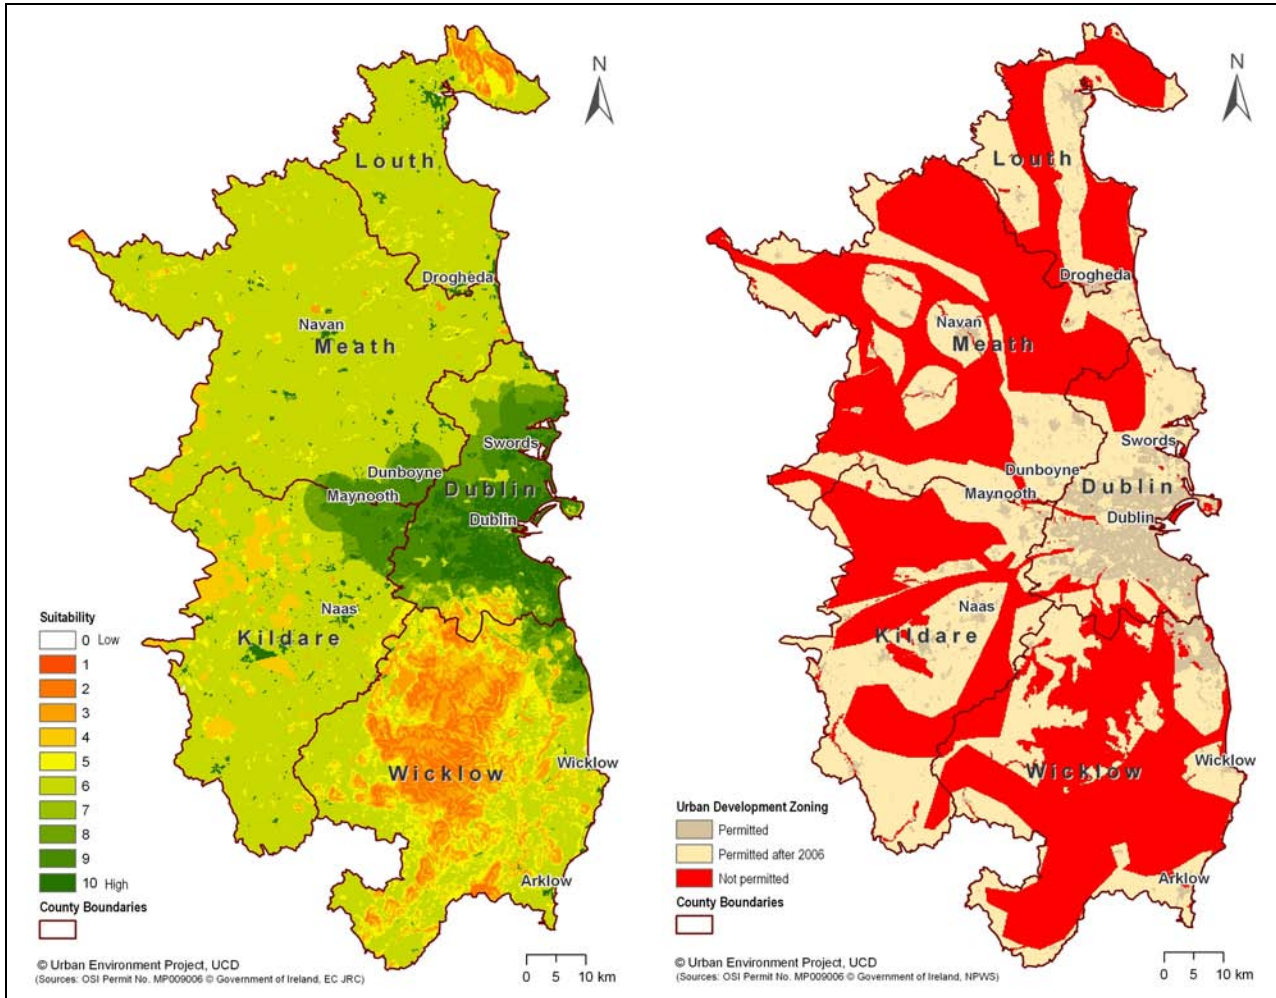 N
Louth
Drogheda
Navan
Meath
Swords
Dunboyne
Maynooth
Dublin
Dublin
Naas
Kildare
Wicklow
Wicklow
Arklow
Suitability
0 Low
1
2
3
4
5
6
7
8
9
10 High
County Boundaries
© Urban Environment Project, UCD
(Sources: OSI Permit No. MP009006 © Government of Ireland, EC JRC)
0 5 10 km
N
Louth
Drogheda
Navan
Meath
Swords
Dunboyne
Maynooth
Dublin
Dublin
Naas
Kildare
Wicklow
Wicklow
Arklow
Urban Development Zoning
Permitted
Permitted after 2006
Not permitted
County Boundaries
© Urban Environment Project, UCD
(Sources: OSI Permit No. MP009006 © Government of Ireland, NPWS)
0 5 10 km